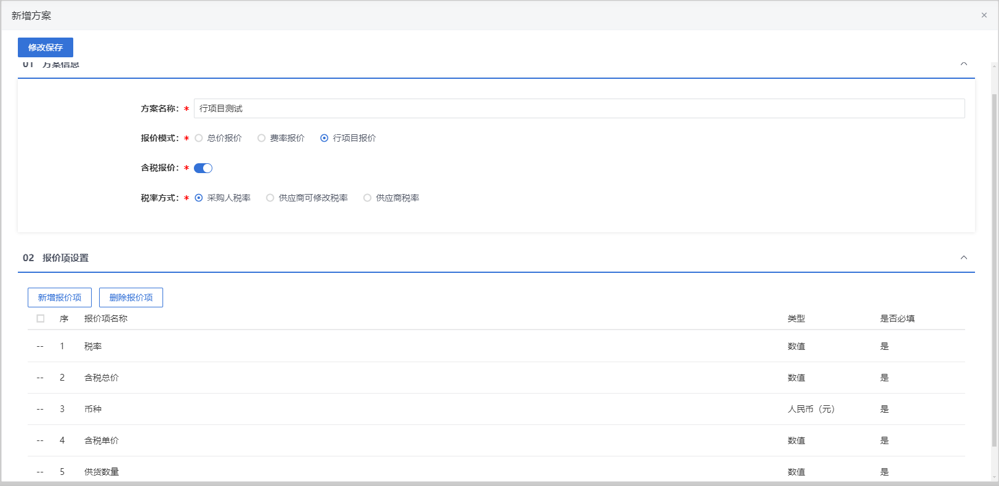 新增方案
修改保存
01 方案信息
方案名称：* 行项目测试
报价模式：* 总价报价 费率报价 行项目报价
含税报价：*
税率方式：* 采购人税率 供应商可修改税率 供应商税率
02 报价项设置
新增报价项 删除报价项
序 报价项名称 类型 是否必填
-- 1 税率 数值 是
-- 2 含税总价 数值 是
-- 3 币种 人民币（元） 是
-- 4 含税单价 数值 是
-- 5 供货数量 数值 是